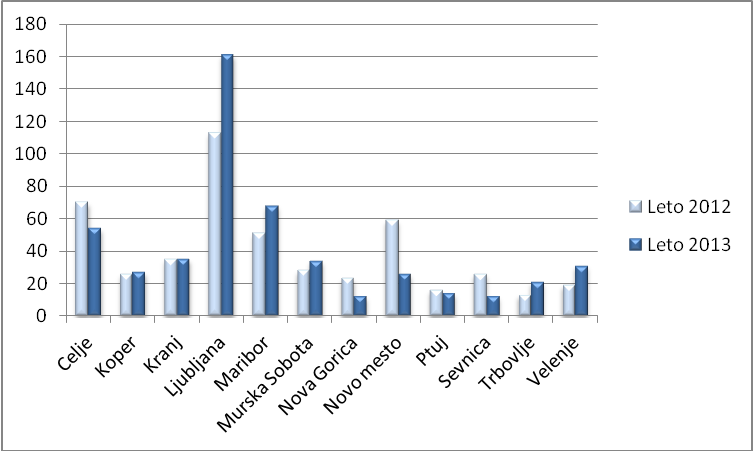 180
160
140
120
100
80
60
40
20
0
Celje
Koper
Kranj
Ljubljana
Maribor
Murska Sobota
Nova Gorica
Novo mesto
Ptuj
Sevnica
Trbovlje
Velenje
Leto 2012
Leto 2013